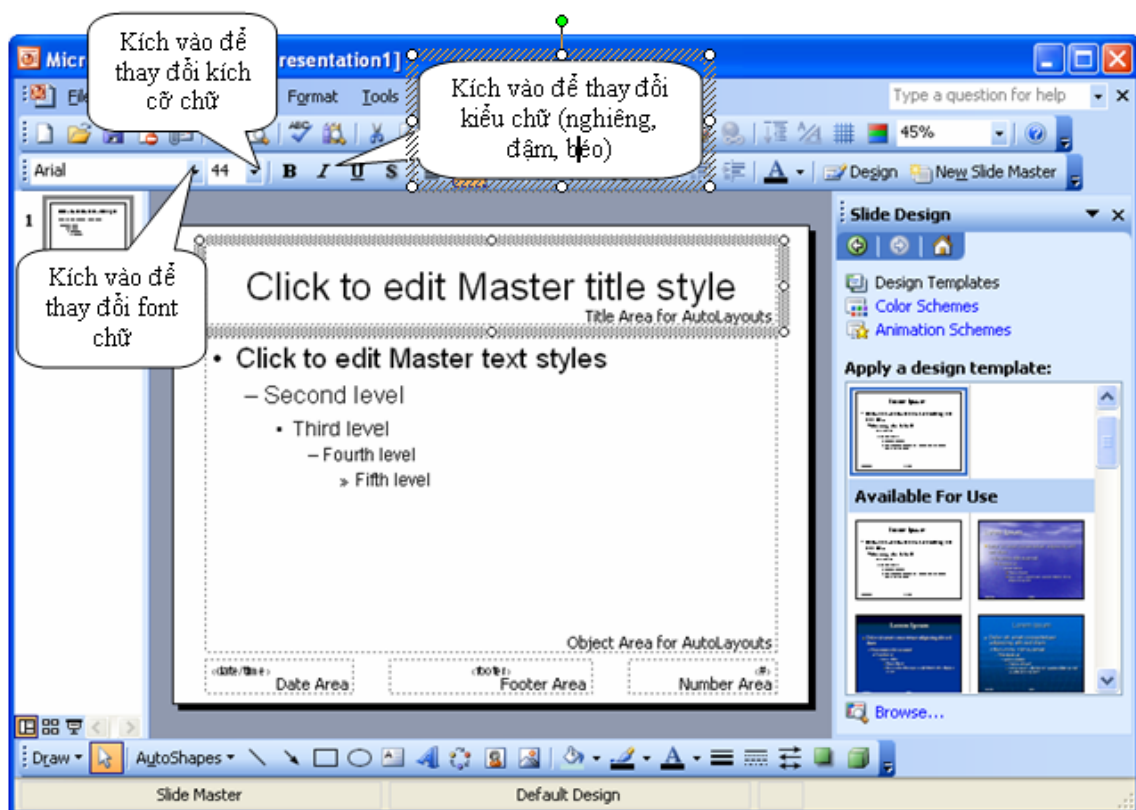 Kích vào để
thay đổi kích
cỡ chữ
Kích vào để thay đổi
kiểu chữ (nghiêng,
đậm, béo)
Kích vào để
thay đổi font
chữ
Micr resentation1]
Format Tools Type a question for help
45%
Arial 44 B I U S A Design New Slide Master
1
Slide Design
Design Templates
Color Schemes
Animation Schemes
Apply a design template:
Available For Use
Browse...
Click to edit Master title style
Title Area for AutoLayouts
• Click to edit Master text styles
– Second level
• Third level
– Fourth level
» Fifth level
Object Area for AutoLayouts
<date/time>
Date Area
<footer>
Footer Area
<#>
Number Area
Draw AutoShapes A
Slide Master Default Design